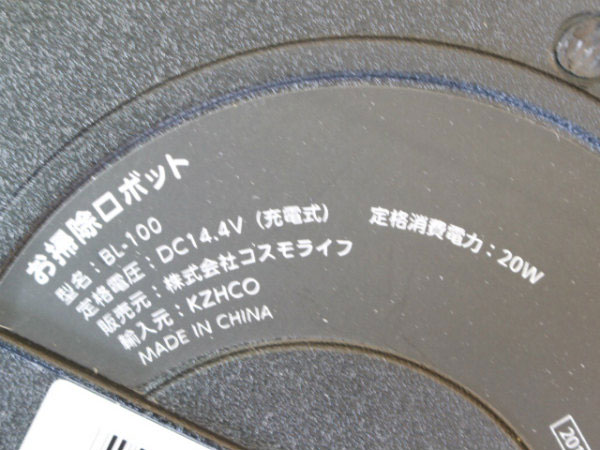 お掃除ロボット
型名：BL-100
定格電圧：DC14.4V（充電式） 定格消費電力：20W
販売元：株式会社コスモライフ
輸入元：KZHCO
MADE IN CHINA